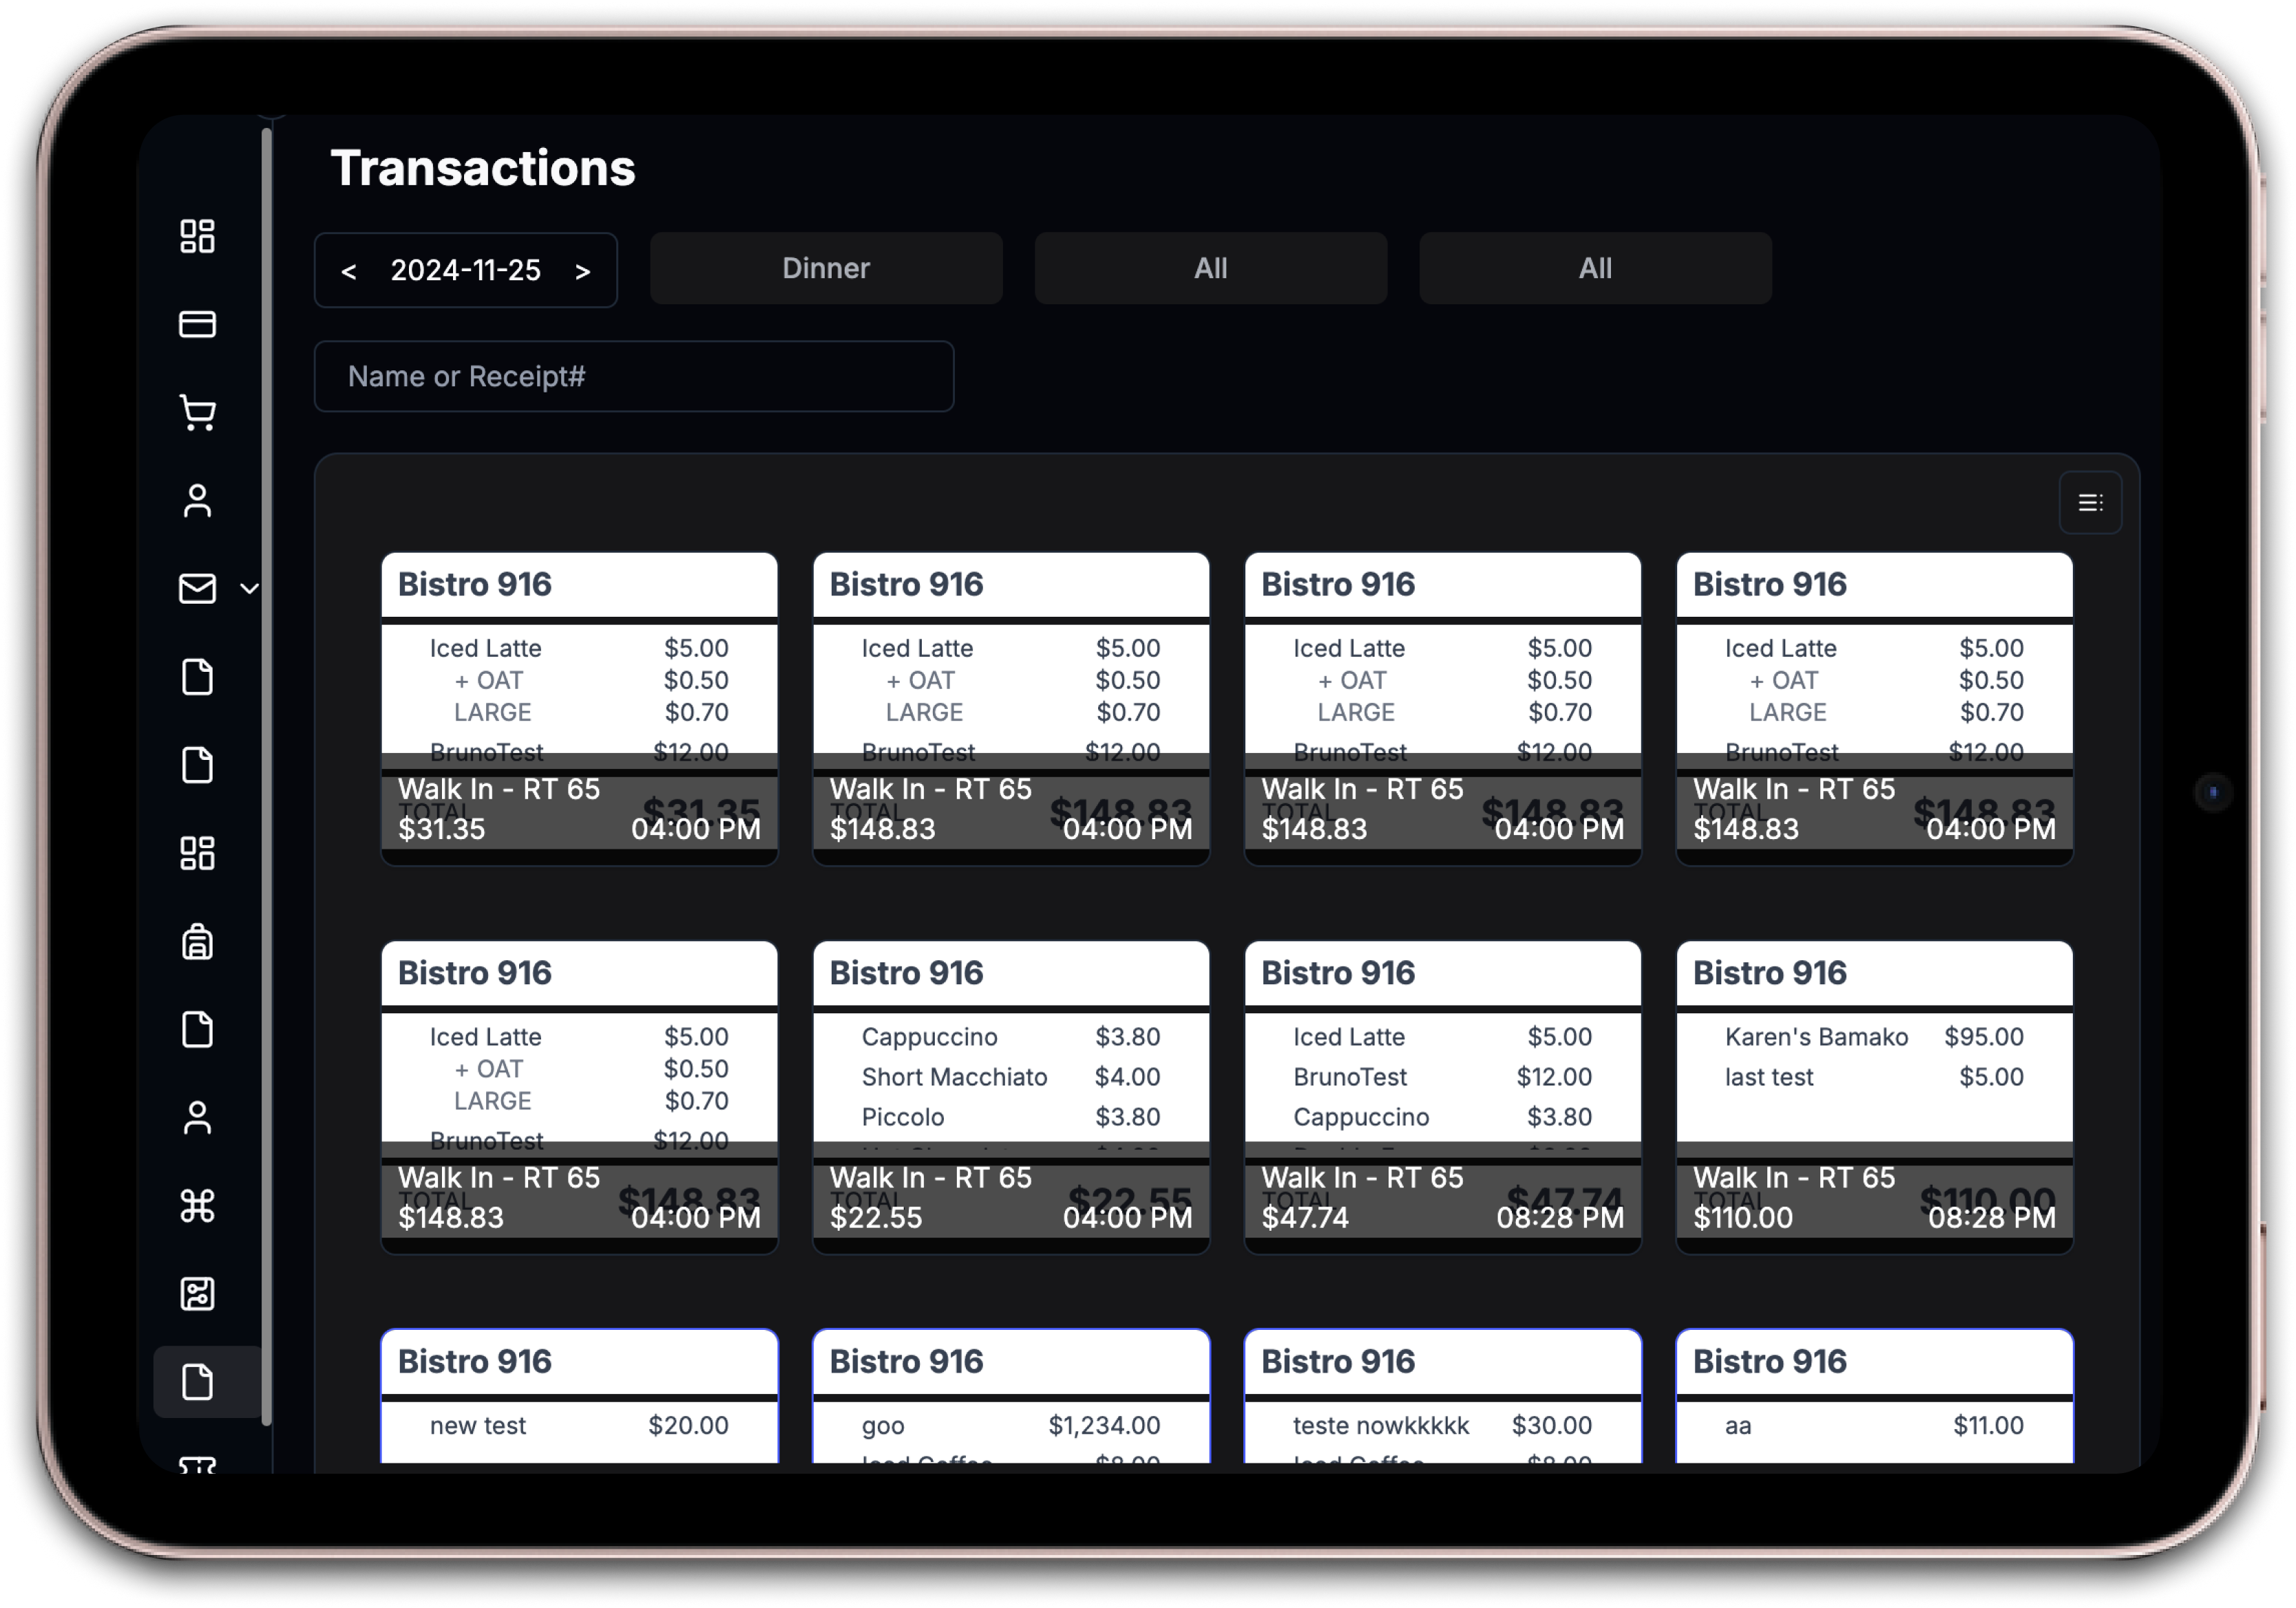 Transactions
< 2024-11-25 > Dinner All All
Name or Receipt#
Bistro 916
Iced Latte $5.00
+ OAT $0.50
LARGE $0.70
BrunoTest $12.00
Walk In - RT 65
TOTAL $31.35
$31.35 04:00 PM
Bistro 916
Iced Latte $5.00
+ OAT $0.50
LARGE $0.70
BrunoTest $12.00
Walk In - RT 65
TOTAL $148.83
$148.83 04:00 PM
Bistro 916
Iced Latte $5.00
+ OAT $0.50
LARGE $0.70
BrunoTest $12.00
Walk In - RT 65
TOTAL $148.83
$148.83 04:00 PM
Bistro 916
Iced Latte $5.00
+ OAT $0.50
LARGE $0.70
BrunoTest $12.00
Walk In - RT 65
TOTAL $148.83
$148.83 04:00 PM
Bistro 916
Iced Latte $5.00
+ OAT $0.50
LARGE $0.70
BrunoTest $12.00
Walk In - RT 65
TOTAL $148.83
$148.83 04:00 PM
Bistro 916
Cappuccino $3.80
Short Macchiato $4.00
Piccolo $3.80
Walk In - RT 65
TOTAL $22.55
$22.55 04:00 PM
Bistro 916
Iced Latte $5.00
BrunoTest $12.00
Cappuccino $3.80
Walk In - RT 65
TOTAL $47.74
$47.74 08:28 PM
Bistro 916
Karen's Bamako $95.00
last test $5.00
Walk In - RT 65
TOTAL $110.00
$110.00 08:28 PM
Bistro 916
new test $20.00
Bistro 916
goo $1,234.00
Iced Coffee $8.00
Bistro 916
teste nowkkkkk $30.00
Iced Coffee $8.00
Bistro 916
aa $11.00